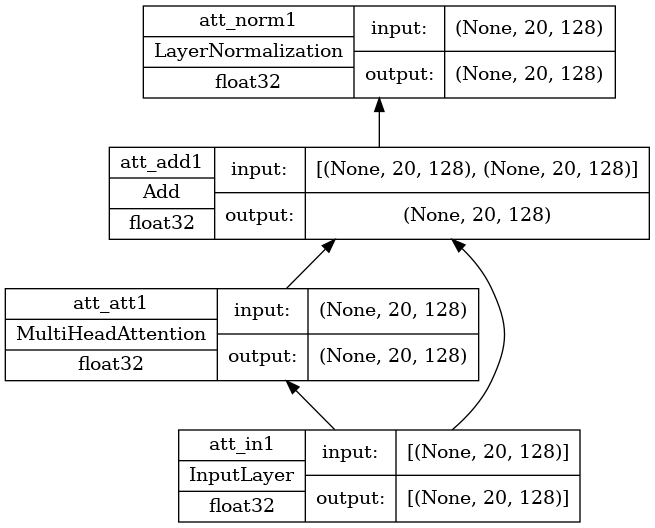 att_norm1
LayerNormalization
float32
input:
(None, 20, 128)
output:
(None, 20, 128)
att_add1
Add
float32
input:
[(None, 20, 128), (None, 20, 128)]
output:
(None, 20, 128)
att_att1
MultiHeadAttention
float32
input:
(None, 20, 128)
output:
(None, 20, 128)
att_in1
InputLayer
float32
input:
[(None, 20, 128)]
output:
[(None, 20, 128)]